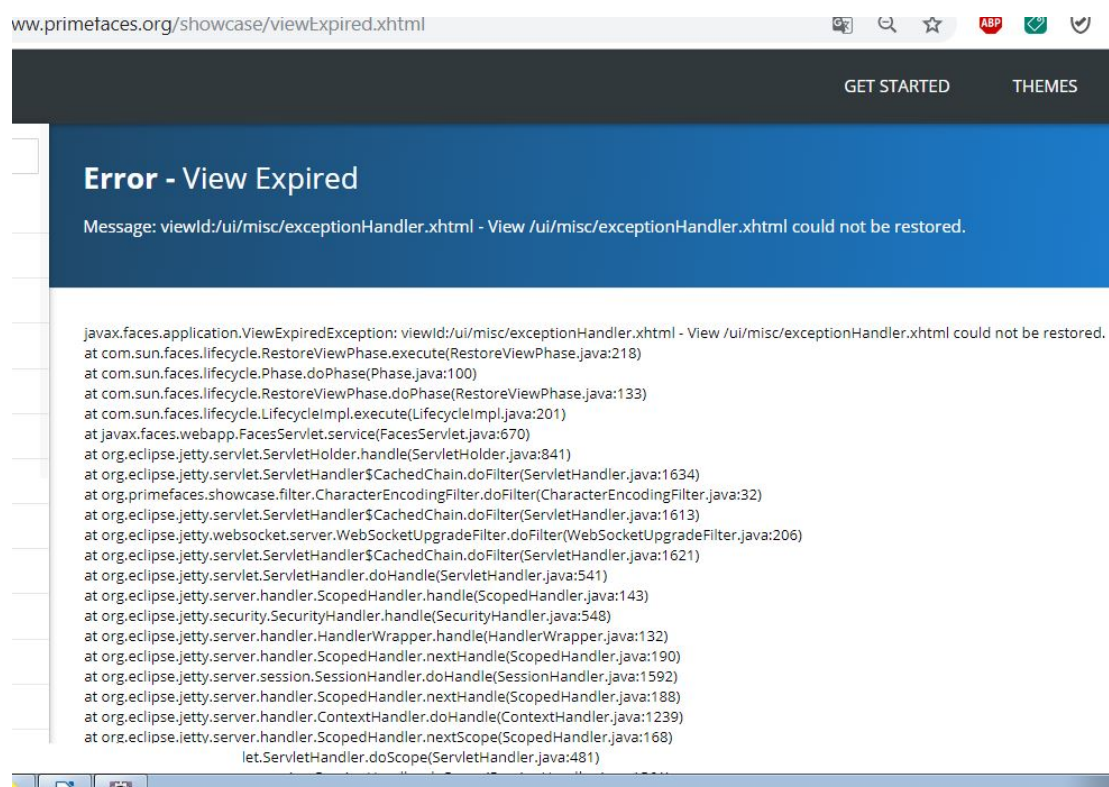 ww.primefaces.org/showcase/viewExpired.xhtml
ABP
GET STARTED THEMES
Error - View Expired
Message: viewId:/ui/misc/exceptionHandler.xhtml - View /ui/misc/exceptionHandler.xhtml could not be restored.
javax.faces.application.ViewExpiredException: viewId:/ui/misc/exceptionHandler.xhtml - View /ui/misc/exceptionHandler.xhtml could not be restored.
at com.sun.faces.lifecycle.RestoreViewPhase.execute(RestoreViewPhase.java:218)
at com.sun.faces.lifecycle.Phase.doPhase(Phase.java:100)
at com.sun.faces.lifecycle.RestoreViewPhase.doPhase(RestoreViewPhase.java:133)
at com.sun.faces.lifecycle.LifecycleImpl.execute(LifecycleImpl.java:201)
at javax.faces.webapp.FacesServlet.service(FacesServlet.java:670)
at org.eclipse.jetty.servlet.ServletHolder.handle(ServletHolder.java:841)
at org.eclipse.jetty.servlet.ServletHandler$CachedChain.doFilter(ServletHandler.java:1634)
at org.primefaces.showcase.filter.CharacterEncodingFilter.doFilter(CharacterEncodingFilter.java:32)
at org.eclipse.jetty.servlet.ServletHandler$CachedChain.doFilter(ServletHandler.java:1613)
at org.eclipse.jetty.websocket.server.WebSocketUpgradeFilter.doFilter(WebSocketUpgradeFilter.java:206)
at org.eclipse.jetty.servlet.ServletHandler$CachedChain.doFilter(ServletHandler.java:1621)
at org.eclipse.jetty.servlet.ServletHandler.doHandle(ServletHandler.java:541)
at org.eclipse.jetty.server.handler.ScopedHandler.handle(ScopedHandler.java:143)
at org.eclipse.jetty.security.SecurityHandler.handle(SecurityHandler.java:548)
at org.eclipse.jetty.server.handler.HandlerWrapper.handle(HandlerWrapper.java:132)
at org.eclipse.jetty.server.handler.ScopedHandler.nextHandle(ScopedHandler.java:190)
at org.eclipse.jetty.server.session.SessionHandler.doHandle(SessionHandler.java:1592)
at org.eclipse.jetty.server.handler.ScopedHandler.nextHandle(ScopedHandler.java:188)
at org.eclipse.jetty.server.handler.ContextHandler.doHandle(ContextHandler.java:1239)
at org.eclipse.jetty.server.handler.ScopedHandler.nextScope(ScopedHandler.java:168)
let.ServletHandler.doScope(ServletHandler.java:481)